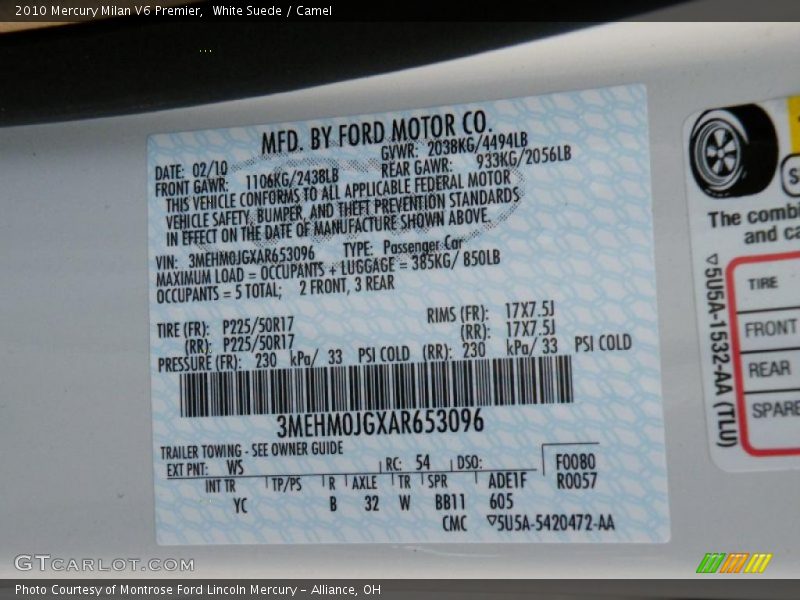 2010 Mercury Milan V6 Premier,  White Suede / Camel
MFD. BY FORD MOTOR CO.
DATE: 02/10 GVWR: 2038KG/4494LB
FRONT GAWR: 1106KG/2438LB REAR GAWR: 933KG/2056LB
THIS VEHICLE CONFORMS TO ALL APPLICABLE FEDERAL MOTOR
VEHICLE SAFETY, BUMPER, AND THEFT PREVENTION STANDARDS
IN EFFECT ON THE DATE OF MANUFACTURE SHOWN ABOVE.
VIN: 3MEHM0JGXAR653096 TYPE: Passenger Car
MAXIMUM LOAD = OCCUPANTS + LUGGAGE = 385KG/ 850LB
OCCUPANTS = 5 TOTAL; 2 FRONT, 3 REAR
TIRE (FR): P225/50R17 RIMS (FR): 17X7.5J
(RR): P225/50R17 (RR): 17X7.5J
PRESSURE (FR): 230 kPa/ 33 PSI COLD (RR): 230 kPa/ 33 PSI COLD
3MEHM0JGXAR653096
TRAILER TOWING - SEE OWNER GUIDE
EXT PNT: WS RC: 54 DSO: F0080
INT TR TP/PS R AXLE TR SPR ADE1F R0057
YC B 32 W BB11 605
CMC ▽5U5A-5420472-AA
The comb
and ca
▽5U5A-1532-AA (TLU)
TIRE
FRONT
REAR
SPARE
GTCARLOT.COM
Photo Courtesy of Montrose Ford Lincoln Mercury – Alliance, OH